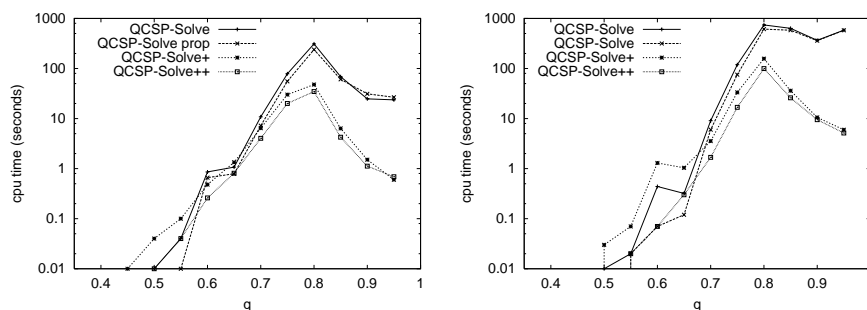 1000
100
10
1
0.1
0.01
cpu time (seconds)
QCSP-Solve
QCSP-Solve prop
QCSP-Solve+
QCSP-Solve++
0.4 0.5 0.6 0.7 0.8 0.9 1
q
1000
100
10
1
0.1
0.01
cpu time (seconds)
QCSP-Solve
QCSP-Solve
QCSP-Solve+
QCSP-Solve++
0.4 0.5 0.6 0.7 0.8 0.9
q